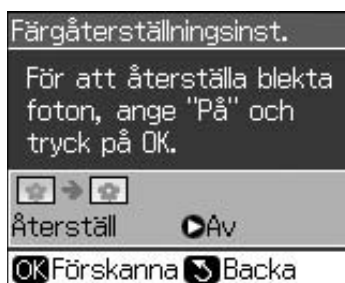 Färgåterställningsinst.
För att återställa blekta
foton, ange "På" och
tryck på OK.
Återställ Av
OK Förskanna Backa